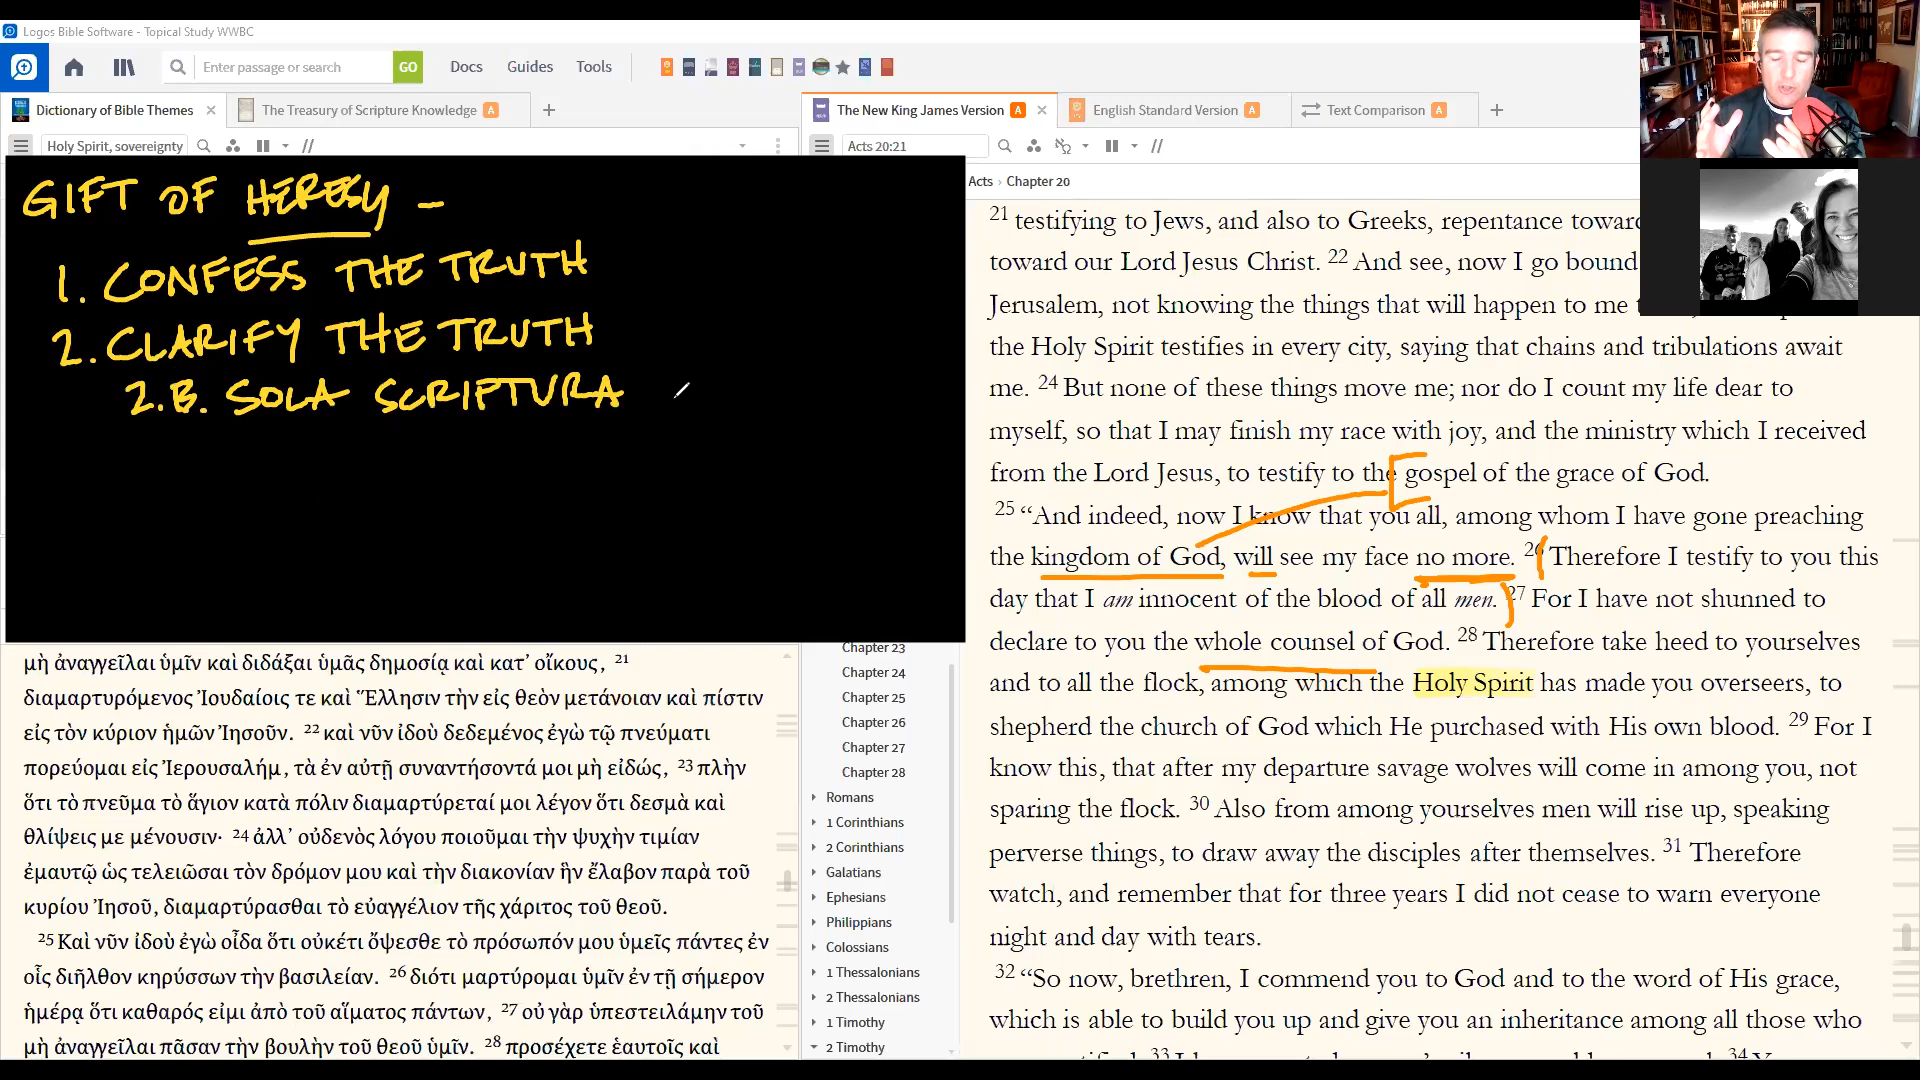 Logos Bible Software - Topical Study WWBC
Enter passage or search
GO
Docs
Guides
Tools
Dictionary of Bible Themes
The Treasury of Scripture Knowledge A
The New King James Version A
English Standard Version A
Text Comparison A
Holy Spirit, sovereignty
Acts 20:21
GIFT OF HERESY -
1. CONFESS THE TRUTH
2. CLARIFY THE TRUTH
2.B. SOLA SCRIPTURA
μὴ ἀναγγεῖλαι ὑμῖν καὶ διδάξαι ὑμᾶς δημοσίᾳ καὶ κατ’ οἴκους, 21
διαμαρτυρόμενος Ἰουδαίοις τε καὶ Ἕλλησιν τὴν εἰς θεὸν μετάνοιαν καὶ πίστιν
εἰς τὸν κύριον ἡμῶν Ἰησοῦν. 22 καὶ νῦν ἰδοὺ δεδεμένος ἐγὼ τῷ πνεύματι
πορεύομαι εἰς Ἰερουσαλήμ, τὰ ἐν αὐτῇ συναντήσοντά μοι μὴ εἰδώς, 23 πλὴν
ὅτι τὸ πνεῦμα τὸ ἅγιον κατὰ πόλιν διαμαρτύρεταί μοι λέγον ὅτι δεσμὰ καὶ
θλίψεις με μένουσιν· 24 ἀλλ’ οὐδενὸς λόγου ποιοῦμαι τὴν ψυχὴν τιμίαν
ἐμαυτῷ ὡς τελειῶσαι τὸν δρόμον μου καὶ τὴν διακονίαν ἣν ἔλαβον παρὰ τοῦ
κυρίου Ἰησοῦ, διαμαρτύρασθαι τὸ εὐαγγέλιον τῆς χάριτος τοῦ θεοῦ.
25 Καὶ νῦν ἰδοὺ ἐγὼ οἶδα ὅτι οὐκέτι ὄψεσθε τὸ πρόσωπόν μου ὑμεῖς πάντες ἐν
οἷς διῆλθον κηρύσσων τὴν βασιλείαν. 26 διότι μαρτύρομαι ὑμῖν ἐν τῇ σήμερον
ἡμέρᾳ ὅτι καθαρός εἰμι ἀπὸ τοῦ αἵματος πάντων, 27 οὐ γὰρ ὑπεστειλάμην τοῦ
μὴ ἀναγγεῖλαι πᾶσαν τὴν βουλὴν τοῦ θεοῦ ὑμῖν. 28 προσέχετε ἑαυτοῖς καὶ
Chapter 23
Chapter 24
Chapter 25
Chapter 26
Chapter 27
Chapter 28
Romans
1 Corinthians
2 Corinthians
Galatians
Ephesians
Philippians
Colossians
1 Thessalonians
2 Thessalonians
1 Timothy
2 Timothy
Acts › Chapter 20
21 testifying to Jews, and also to Greeks, repentance toward
toward our Lord Jesus Christ. 22 And see, now I go bound
Jerusalem, not knowing the things that will happen to me
the Holy Spirit testifies in every city, saying that chains and tribulations await
me. 24 But none of these things move me; nor do I count my life dear to
myself, so that I may finish my race with joy, and the ministry which I received
from the Lord Jesus, to testify to the gospel of the grace of God.
25 “And indeed, now I know that you all, among whom I have gone preaching
the kingdom of God, will see my face no more. 26 Therefore I testify to you this
day that I am innocent of the blood of all men. 27 For I have not shunned to
declare to you the whole counsel of God. 28 Therefore take heed to yourselves
and to all the flock, among which the Holy Spirit has made you overseers, to
shepherd the church of God which He purchased with His own blood. 29 For I
know this, that after my departure savage wolves will come in among you, not
sparing the flock. 30 Also from among yourselves men will rise up, speaking
perverse things, to draw away the disciples after themselves. 31 Therefore
watch, and remember that for three years I did not cease to warn everyone
night and day with tears.
32 “So now, brethren, I commend you to God and to the word of His grace,
which is able to build you up and give you an inheritance among all those who